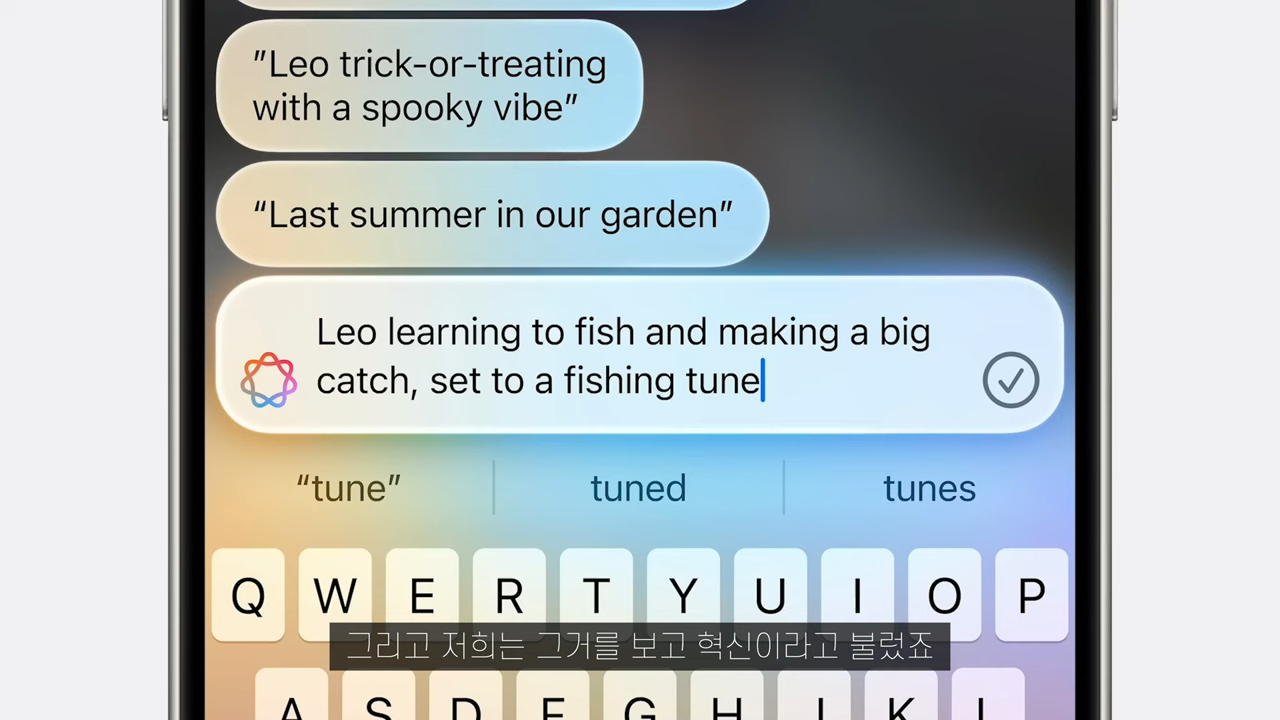 ”Leo trick-or-treating
with a spooky vibe”
“Last summer in our garden”
Leo learning to fish and making a big
catch, set to a fishing tune
“tune” tuned tunes
Q W E R T Y U I O P
그리고 저희는 그거를 보고 혁신이라고 불렀죠
A S D F G H J K L